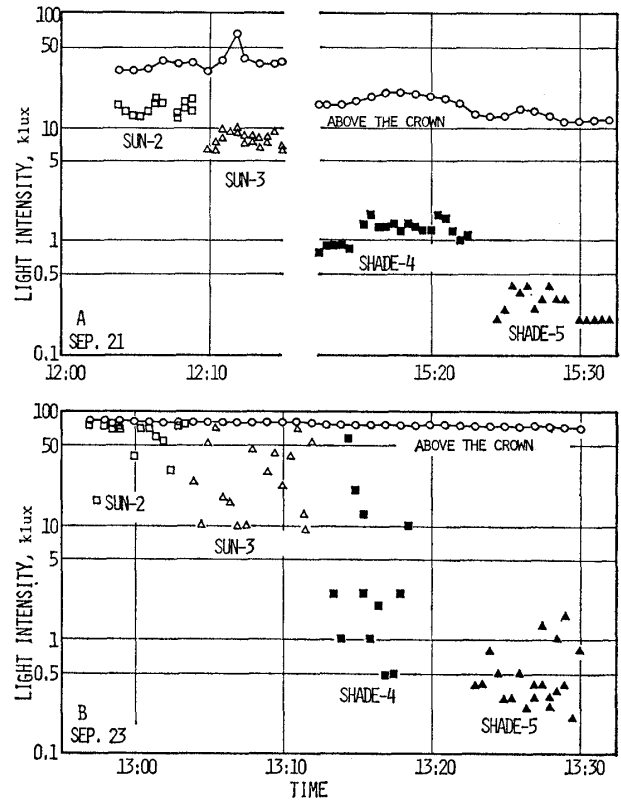 100
50
10
5
1
0.5
0.1
LIGHT INTENSITY, klux
SUN-2
SUN-3
ABOVE THE CROWN
SHADE-4
SHADE-5
A
SEP. 21
12:00
12:10
15:20
15:30
100
50
10
5
1
0.5
0.1
LIGHT INTENSITY, klux
ABOVE THE CROWN
SUN-2
SUN-3
SHADE-4
SHADE-5
B
SEP. 23
13:00
13:10
13:20
13:30
TIME